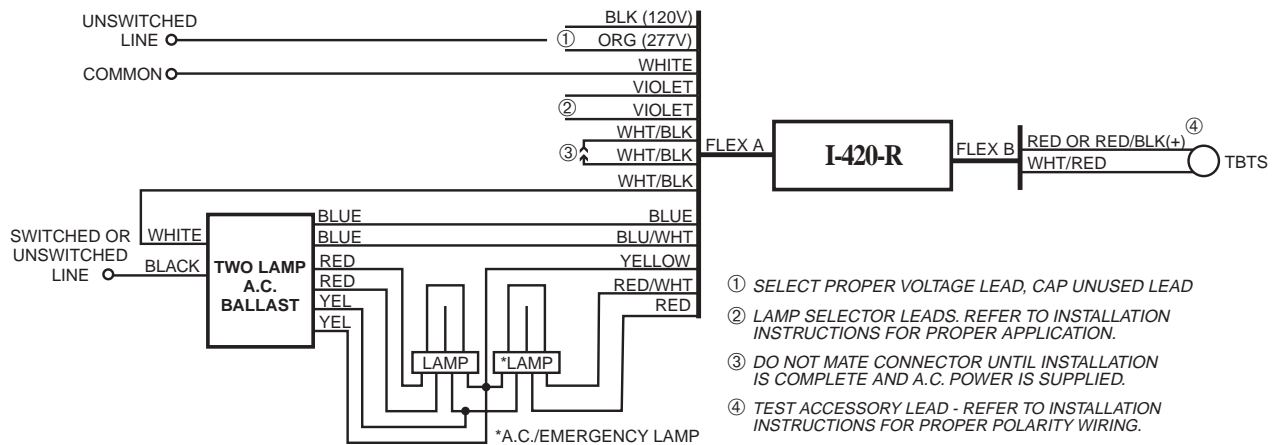 UNSWITCHED
LINE
BLK (120V)
① ORG (277V)
COMMON
WHITE
VIOLET
② VIOLET
WHT/BLK
③ WHT/BLK
WHT/BLK
FLEX A
I-420-R
FLEX B
RED OR RED/BLK(+)
④
WHT/RED
TBTS
SWITCHED OR
UNSWITCHED
LINE
WHITE
BLACK
TWO LAMP
A.C.
BALLAST
BLUE
BLUE
RED
RED
YEL
YEL
BLUE
BLU/WHT
YELLOW
RED/WHT
RED
LAMP
*LAMP
*A.C./EMERGENCY LAMP
① SELECT PROPER VOLTAGE LEAD, CAP UNUSED LEAD
② LAMP SELECTOR LEADS. REFER TO INSTALLATION
INSTRUCTIONS FOR PROPER APPLICATION.
③ DO NOT MATE CONNECTOR UNTIL INSTALLATION
IS COMPLETE AND A.C. POWER IS SUPPLIED.
④ TEST ACCESSORY LEAD - REFER TO INSTALLATION
INSTRUCTIONS FOR PROPER POLARITY WIRING.